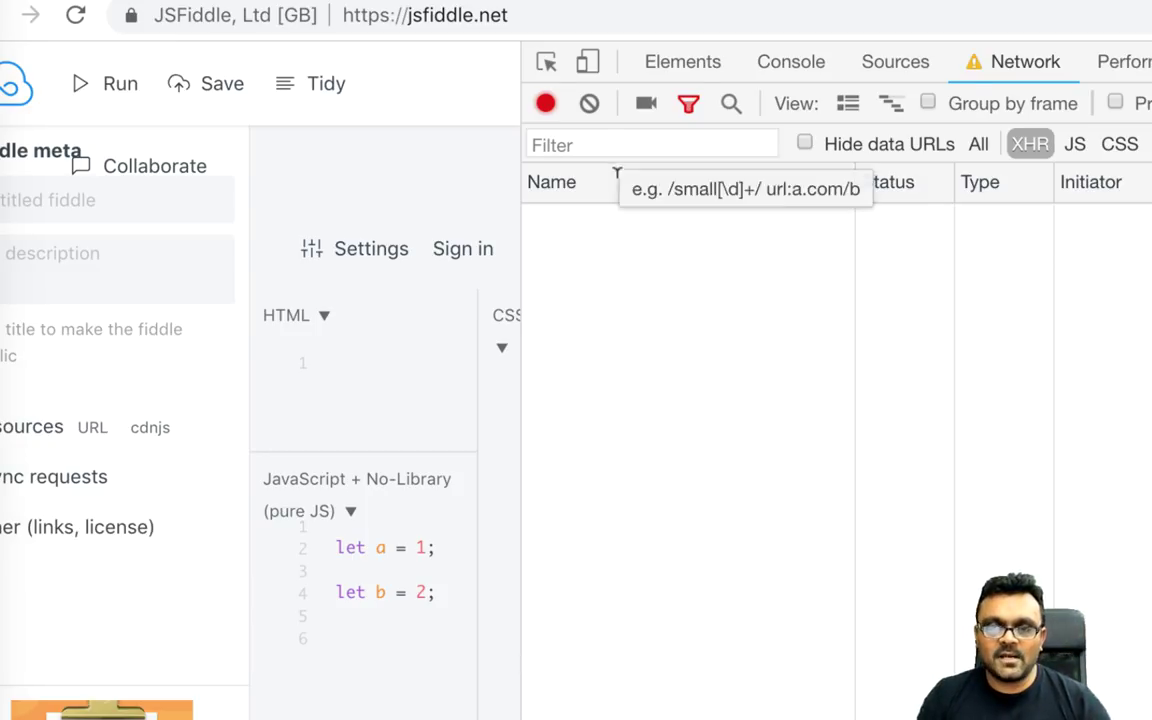 JSFiddle, Ltd [GB] | https://jsfiddle.net
Run Save Tidy
Elements Console Sources Network Perfor
View: Group by frame Pr
dle meta
Collaborate
Filter Hide data URLs All XHR JS CSS
Name tatus Type Initiator
e.g. /small[\d]+/ url:a.com/b
titled fiddle
description
Settings Sign in
title to make the fiddle
lic
HTML ▼ CSS
▼
1
sources URL cdnjs
nc requests
er (links, license)
JavaScript + No-Library
(pure JS) ▼
1
2 let a = 1;
3
4 let b = 2;
5
6